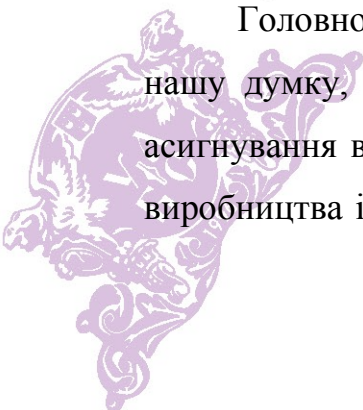 Головно
нашу думку,
асигнування в
виробництва і